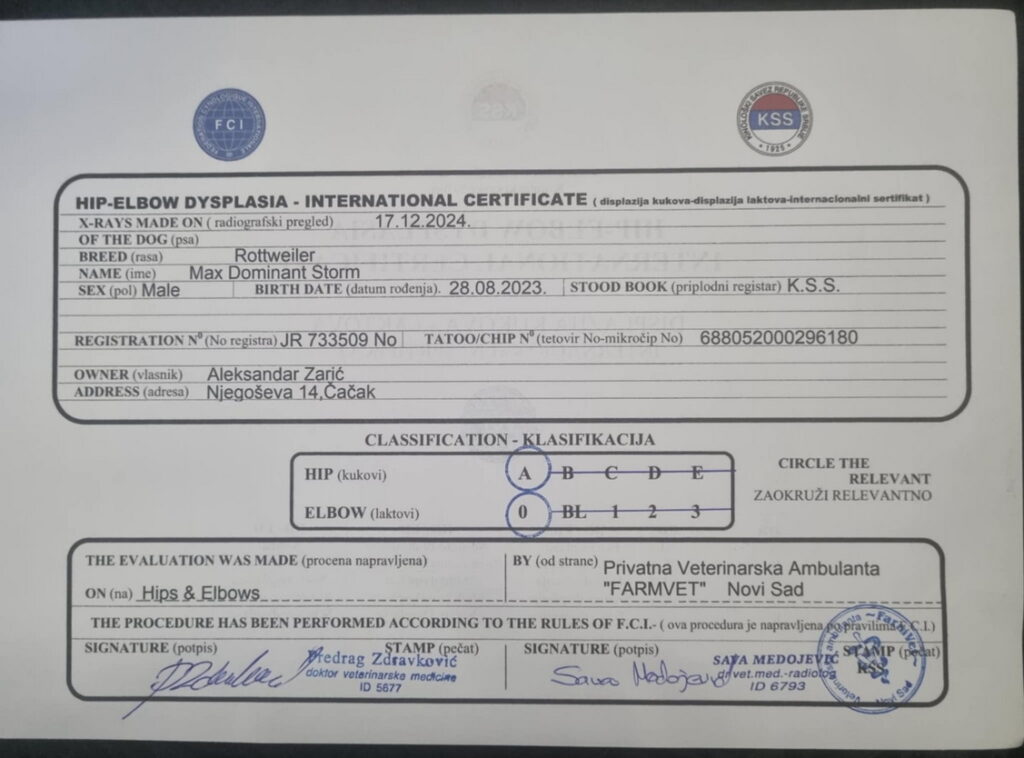 FCI
KINOLOŠKI SAVEZ REPUBLIKE SRBIJE
KSS
1925
HIP-ELBOW DYSPLASIA - INTERNATIONAL CERTIFICATE ( displazija kukova-displazija laktova-internacionalni sertifikat )
X-RAYS MADE ON ( radiografski pregled) 17.12.2024.
OF THE DOG (psa)
BREED (rasa) Rottweiler
NAME (ime) Max Dominant Storm
SEX (pol) Male BIRTH DATE (datum rođenja). 28.08.2023. STOOD BOOK (priplodni registar) K.S.S.
REGISTRATION Nº (No registra) JR 733509 No TATOO/CHIP Nº (tetovir No-mikročip No) 688052000296180
OWNER (vlasnik) Aleksandar Zarić
ADDRESS (adresa) Njegoševa 14,Čačak
CLASSIFICATION - KLASIFIKACIJA
HIP (kukovi) A B C D E
ELBOW (laktovi) 0 BL 1 2 3
CIRCLE THE
RELEVANT
ZAOKRUŽI RELEVANTNO
THE EVALUATION WAS MADE (procena napravljena)
ON (na) Hips & Elbows
BY (od strane) Privatna Veterinarska Ambulanta
"FARMVET" Novi Sad
THE PROCEDURE HAS BEEN PERFORMED ACCORDING TO THE RULES OF F.C.I.- ( ova procedura je napravljena po pravilima F.C.I.)
SIGNATURE (potpis) STAMP (pečat)
Predrag Zdravković
doktor veterinarske medicine
ID 5677
SIGNATURE (potpis) STAMP (pečat)
KSS
Sava Medojević
SAVA MEDOJEVIĆ
dr vet.med.-radiolog
ID 6793
Novi Sad